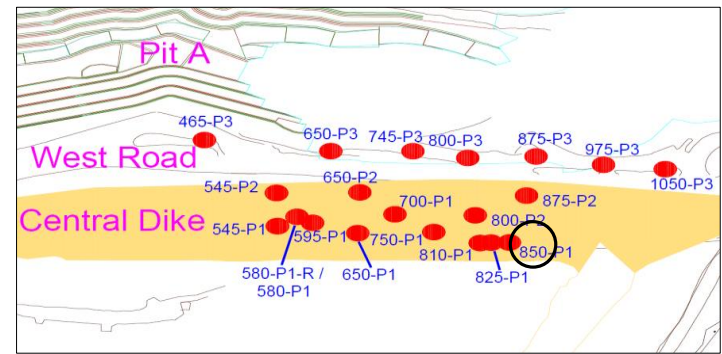 Pit A
465-P3
650-P3
745-P3
800-P3
875-P3
975-P3
1050-P3
West Road
545-P2
650-P2
700-P1
875-P2
Central Dike
545-P1
595-P1
750-P1
800-P2
810-P1
850-P1
580-P1-R /
580-P1
650-P1
825-P1